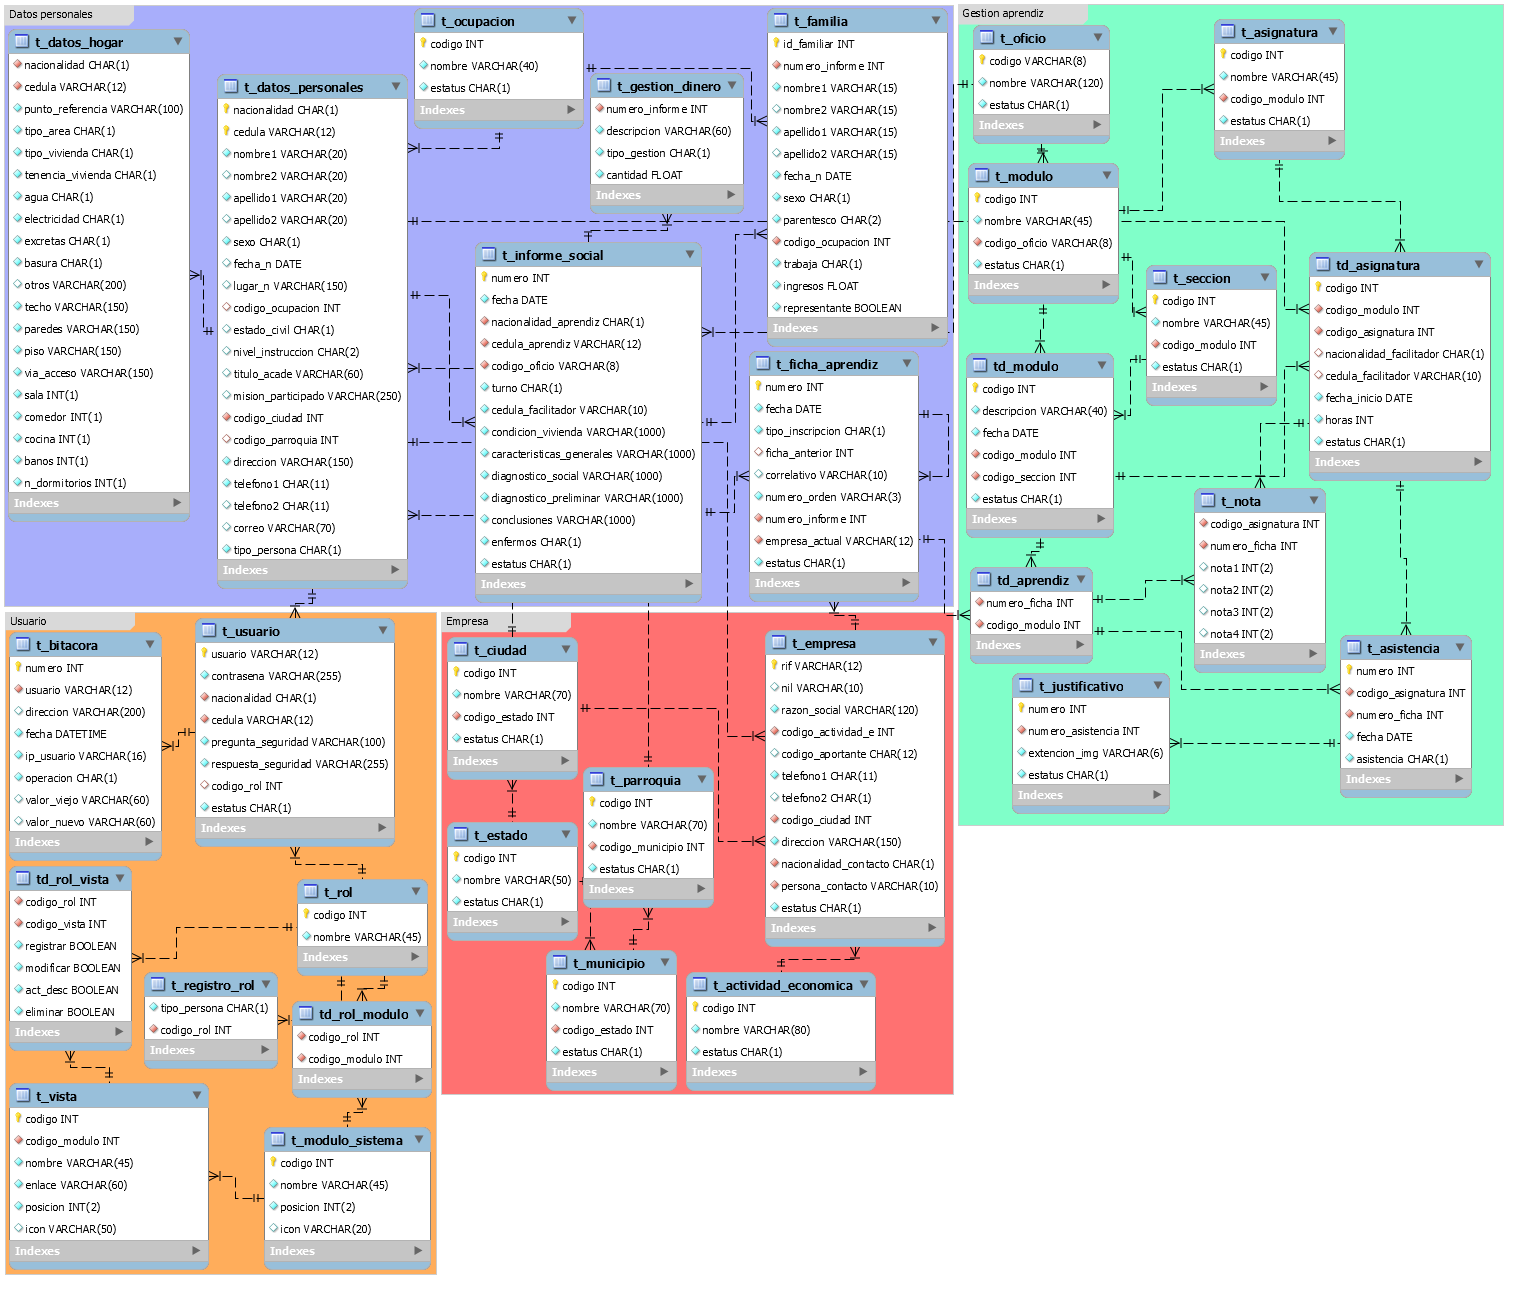 Datos personales
t_datos_hogar
nacionalidad CHAR(1)
cedula VARCHAR(12)
punto_referencia VARCHAR(100)
tipo_area CHAR(1)
tipo_vivienda CHAR(1)
tenencia_vivienda CHAR(1)
agua CHAR(1)
electricidad CHAR(1)
excretas CHAR(1)
basura CHAR(1)
otros VARCHAR(200)
techo VARCHAR(150)
paredes VARCHAR(150)
piso VARCHAR(150)
via_acceso VARCHAR(150)
sala INT(1)
comedor INT(1)
cocina INT(1)
banos INT(1)
n_dormitorios INT(1)
Indexes
t_datos_personales
nacionalidad CHAR(1)
cedula VARCHAR(12)
nombre1 VARCHAR(20)
nombre2 VARCHAR(20)
apellido1 VARCHAR(20)
apellido2 VARCHAR(20)
sexo CHAR(1)
fecha_n DATE
lugar_n VARCHAR(150)
codigo_ocupacion INT
estado_civil CHAR(1)
nivel_instruccion CHAR(2)
titulo_acade VARCHAR(60)
mision_participado VARCHAR(250)
codigo_ciudad INT
codigo_parroquia INT
direccion VARCHAR(150)
telefono1 CHAR(11)
telefono2 CHAR(11)
correo VARCHAR(70)
tipo_persona CHAR(1)
Indexes
t_ocupacion
codigo INT
nombre VARCHAR(40)
estatus CHAR(1)
Indexes
t_gestion_dinero
numero_informe INT
descripcion VARCHAR(60)
tipo_gestion CHAR(1)
cantidad FLOAT
Indexes
t_informe_social
numero INT
fecha DATE
nacionalidad_aprendiz CHAR(1)
cedula_aprendiz VARCHAR(12)
codigo_oficio VARCHAR(8)
turno CHAR(1)
cedula_facilitador VARCHAR(10)
condicion_vivienda VARCHAR(1000)
caracteristicas_generales VARCHAR(1000)
diagnostico_social VARCHAR(1000)
diagnostico_preliminar VARCHAR(1000)
conclusiones VARCHAR(1000)
enfermos CHAR(1)
estatus CHAR(1)
Indexes
t_familia
id_familiar INT
numero_informe INT
nombre1 VARCHAR(15)
nombre2 VARCHAR(15)
apellido1 VARCHAR(15)
apellido2 VARCHAR(15)
fecha_n DATE
sexo CHAR(1)
parentesco CHAR(2)
codigo_ocupacion INT
trabaja CHAR(1)
ingresos FLOAT
representante BOOLEAN
Indexes
t_ficha_aprendiz
numero INT
fecha DATE
tipo_inscripcion CHAR(1)
ficha_anterior INT
correlativo VARCHAR(10)
numero_orden VARCHAR(3)
numero_informe INT
empresa_actual VARCHAR(12)
estatus CHAR(1)
Indexes
Gestion aprendiz
t_oficio
codigo VARCHAR(8)
nombre VARCHAR(120)
estatus CHAR(1)
Indexes
t_asignatura
codigo INT
nombre VARCHAR(45)
codigo_modulo INT
estatus CHAR(1)
Indexes
t_modulo
codigo INT
nombre VARCHAR(45)
codigo_oficio VARCHAR(8)
estatus CHAR(1)
Indexes
t_seccion
codigo INT
nombre VARCHAR(45)
codigo_modulo INT
estatus CHAR(1)
Indexes
td_asignatura
codigo INT
codigo_modulo INT
codigo_asignatura INT
nacionalidad_facilitador CHAR(1)
cedula_facilitador VARCHAR(10)
fecha_inicio DATE
horas INT
estatus CHAR(1)
Indexes
td_modulo
codigo INT
descripcion VARCHAR(40)
fecha DATE
codigo_modulo INT
codigo_seccion INT
estatus CHAR(1)
Indexes
t_nota
codigo_asignatura INT
numero_ficha INT
nota1 INT(2)
nota2 INT(2)
nota3 INT(2)
nota4 INT(2)
Indexes
td_aprendiz
numero_ficha INT
codigo_modulo INT
Indexes
t_asistencia
numero INT
codigo_asignatura INT
numero_ficha INT
fecha DATE
asistencia CHAR(1)
Indexes
t_justificativo
numero INT
numero_asistencia INT
extencion_img VARCHAR(6)
estatus CHAR(1)
Indexes
Usuario
t_bitacora
numero INT
usuario VARCHAR(12)
direccion VARCHAR(200)
fecha DATETIME
ip_usuario VARCHAR(16)
operacion CHAR(1)
valor_viejo VARCHAR(60)
valor_nuevo VARCHAR(60)
Indexes
t_usuario
usuario VARCHAR(12)
contrasena VARCHAR(255)
nacionalidad CHAR(1)
cedula VARCHAR(12)
pregunta_seguridad VARCHAR(100)
respuesta_seguridad VARCHAR(255)
codigo_rol INT
estatus CHAR(1)
Indexes
td_rol_vista
codigo_rol INT
codigo_vista INT
registrar BOOLEAN
modificar BOOLEAN
act_desc BOOLEAN
eliminar BOOLEAN
Indexes
t_rol
codigo INT
nombre VARCHAR(45)
Indexes
t_registro_rol
tipo_persona CHAR(1)
codigo_rol INT
Indexes
td_rol_modulo
codigo_rol INT
codigo_modulo INT
Indexes
t_vista
codigo INT
codigo_modulo INT
nombre VARCHAR(45)
enlace VARCHAR(60)
posicion INT(2)
icon VARCHAR(50)
Indexes
t_modulo_sistema
codigo INT
nombre VARCHAR(45)
posicion INT(2)
icon VARCHAR(20)
Indexes
Empresa
t_ciudad
codigo INT
nombre VARCHAR(70)
codigo_estado INT
estatus CHAR(1)
Indexes
t_estado
codigo INT
nombre VARCHAR(50)
estatus CHAR(1)
Indexes
t_parroquia
codigo INT
nombre VARCHAR(70)
codigo_municipio INT
estatus CHAR(1)
Indexes
t_municipio
codigo INT
nombre VARCHAR(70)
codigo_estado INT
estatus CHAR(1)
Indexes
t_empresa
rif VARCHAR(12)
nil VARCHAR(10)
razon_social VARCHAR(120)
codigo_actividad_e INT
codigo_aportante CHAR(12)
telefono1 CHAR(11)
telefono2 CHAR(1)
codigo_ciudad INT
direccion VARCHAR(150)
nacionalidad_contacto CHAR(1)
persona_contacto VARCHAR(10)
estatus CHAR(1)
Indexes
t_actividad_economica
codigo INT
nombre VARCHAR(80)
estatus CHAR(1)
Indexes